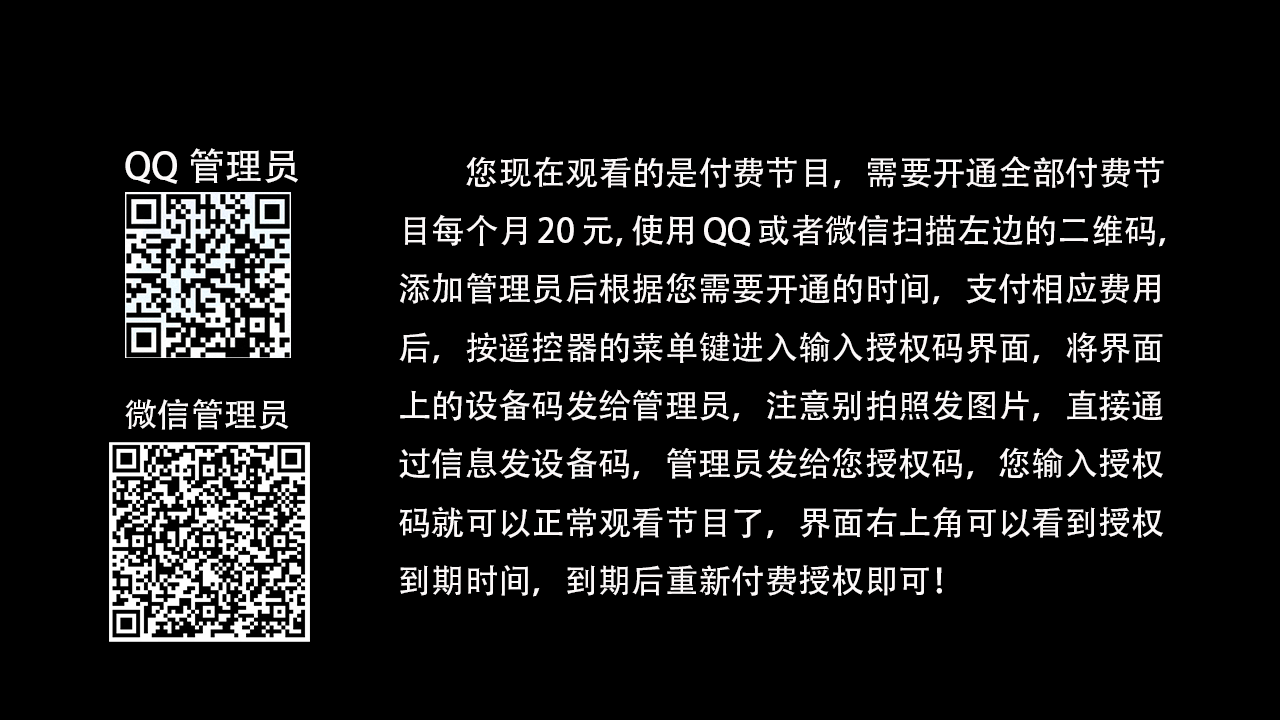 QQ 管理员
微信管理员
您现在观看的是付费节目，需要开通全部付费节
目每个月 20 元, 使用 QQ 或者微信扫描左边的二维码,
添加管理员后根据您需要开通的时间，支付相应费用
后，按遥控器的菜单键进入输入授权码界面，将界面
上的设备码发给管理员，注意别拍照发图片，直接通
过信息发设备码，管理员发给您授权码，您输入授权
码就可以正常观看节目了，界面右上角可以看到授权
到期时间，到期后重新付费授权即可！